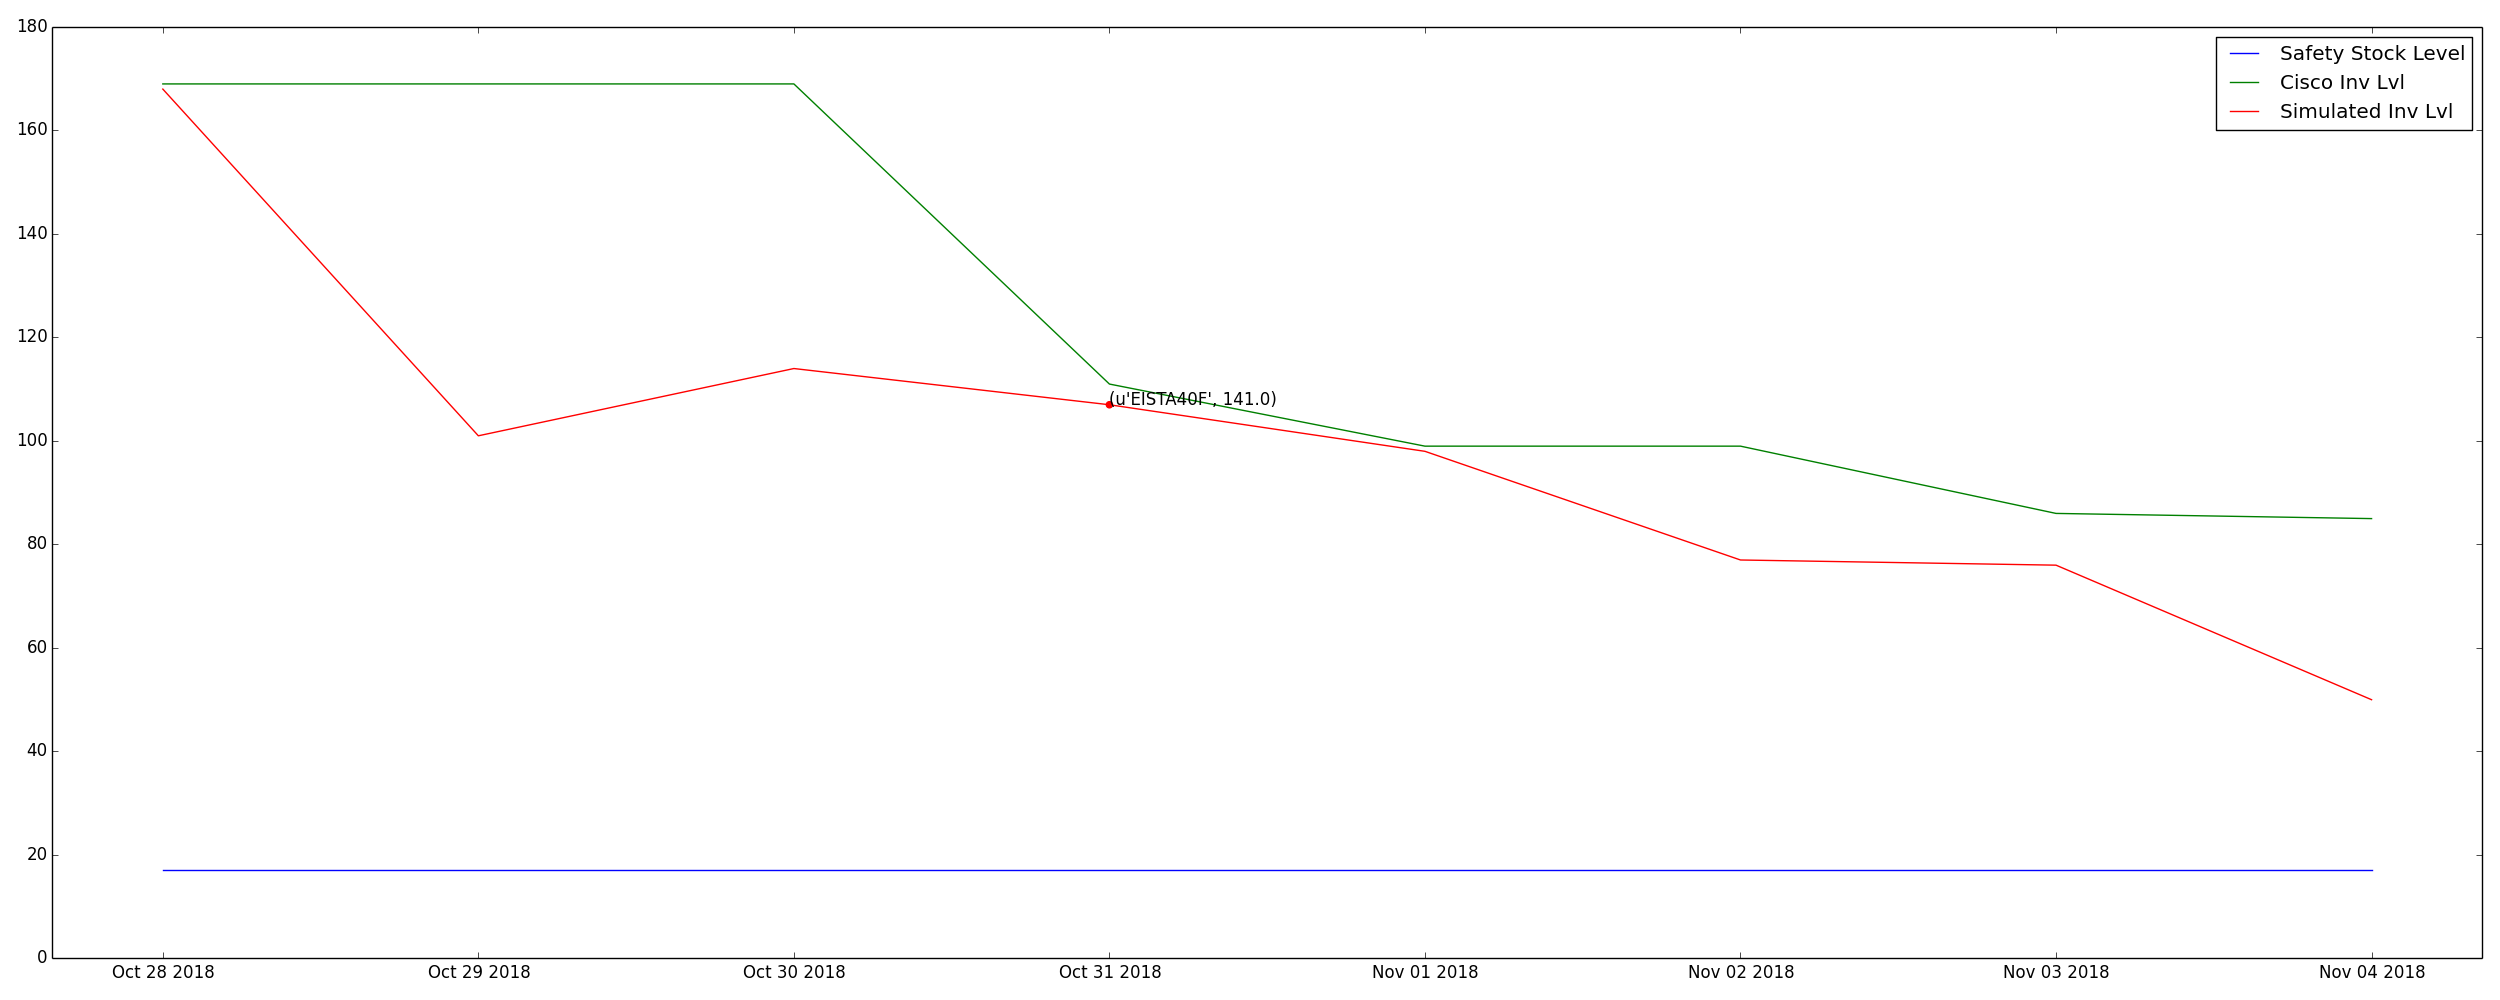 180
160
140
120
100
80
60
40
20
0
Safety Stock Level
Cisco Inv Lvl
Simulated Inv Lvl
(u'EISTA40F', 141.0)
Oct 28 2018
Oct 29 2018
Oct 30 2018
Oct 31 2018
Nov 01 2018
Nov 02 2018
Nov 03 2018
Nov 04 2018